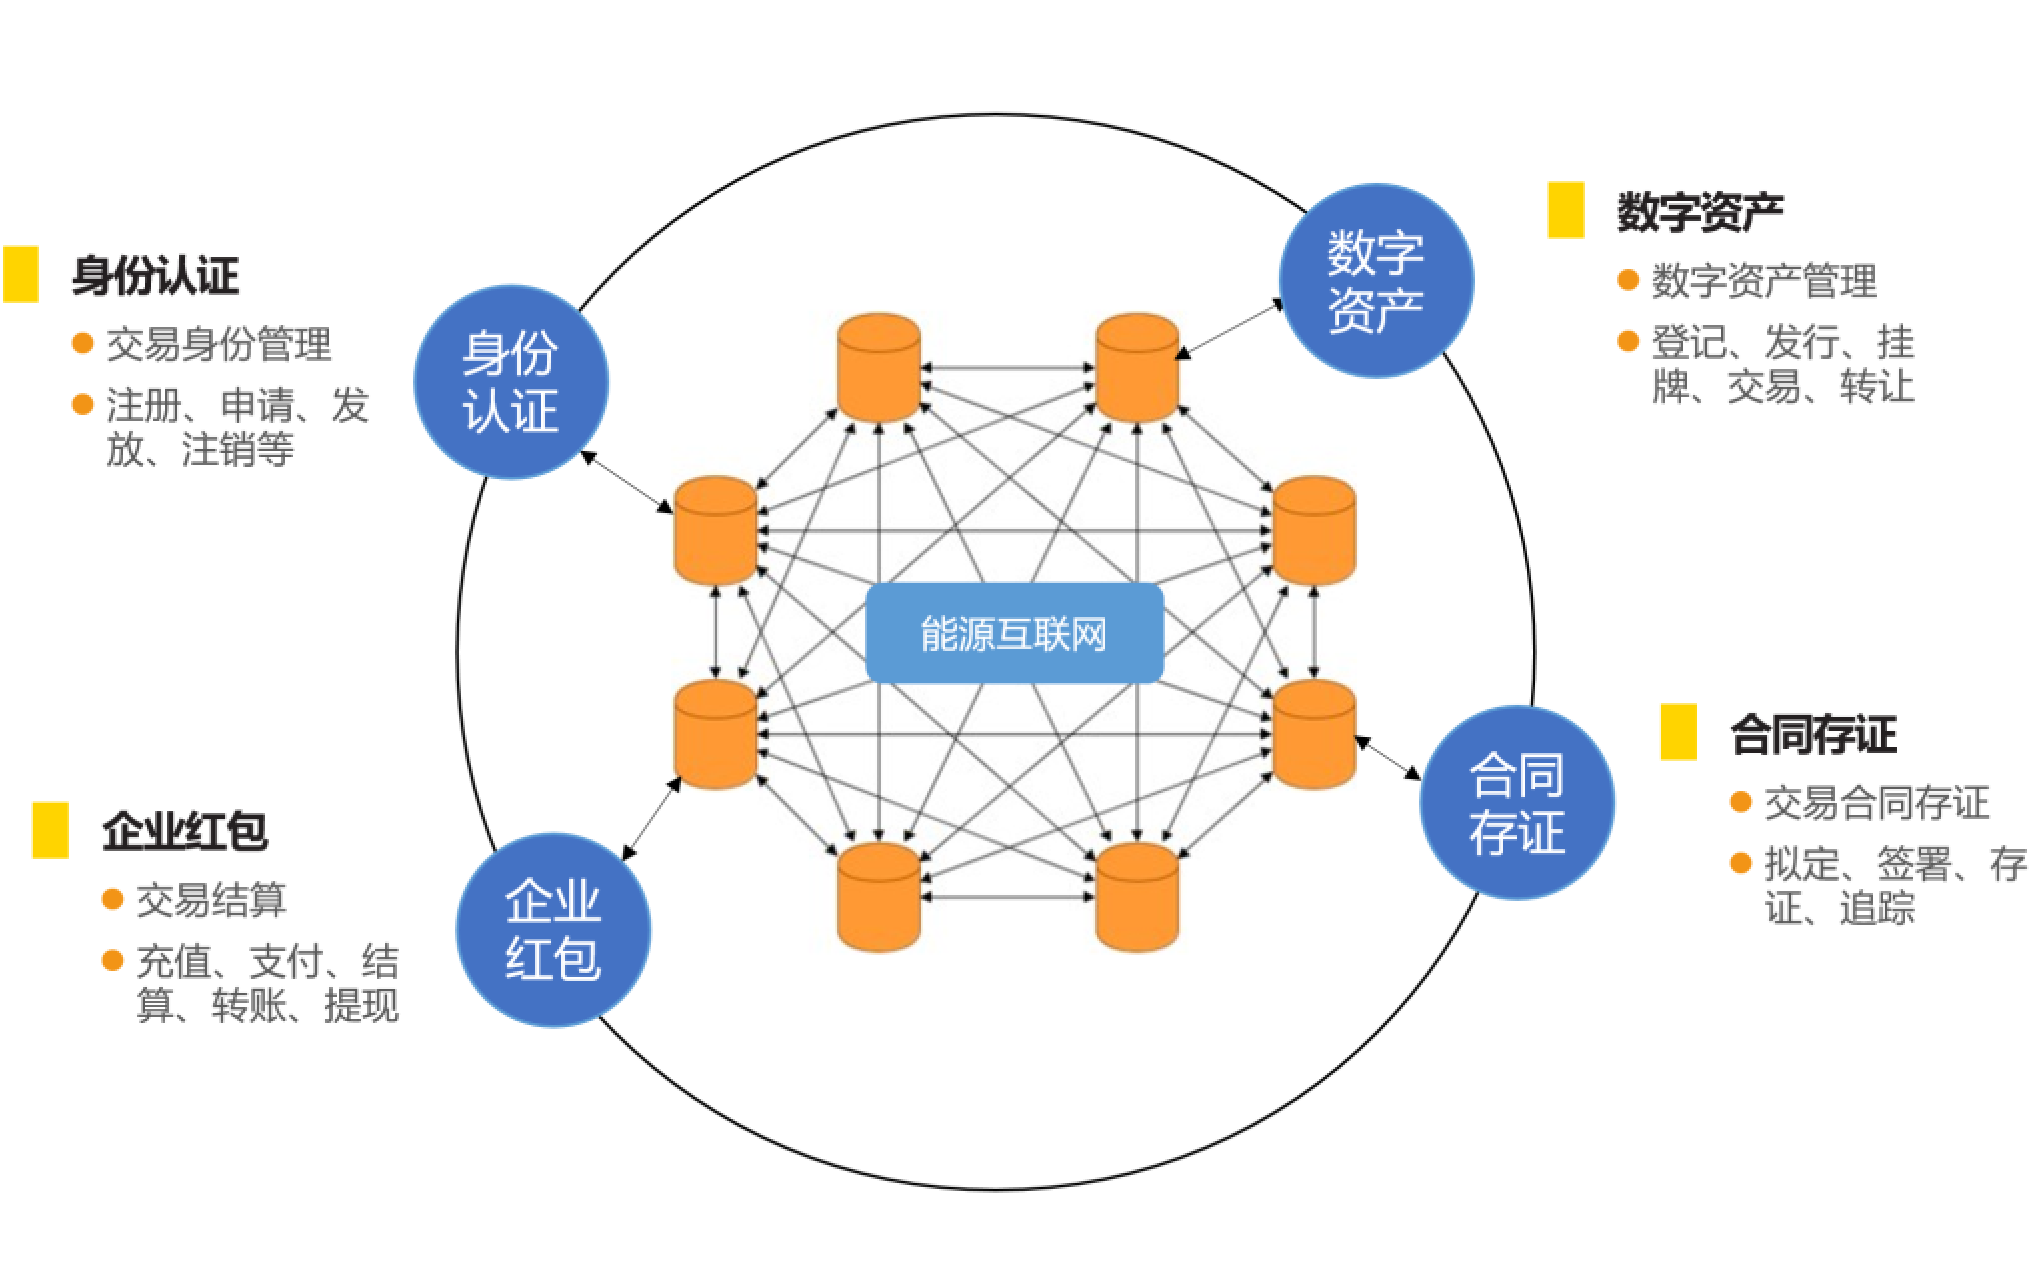 身份认证
交易身份管理
注册、申请、发
放、注销等
身份
认证
数字
资产
数字资产
数字资产管理
登记、发行、挂
牌、交易、转让
能源互联网
企业红包
交易结算
充值、支付、结
算、转账、提现
企业
红包
合同
存证
合同存证
交易合同存证
拟定、签署、存
证、追踪